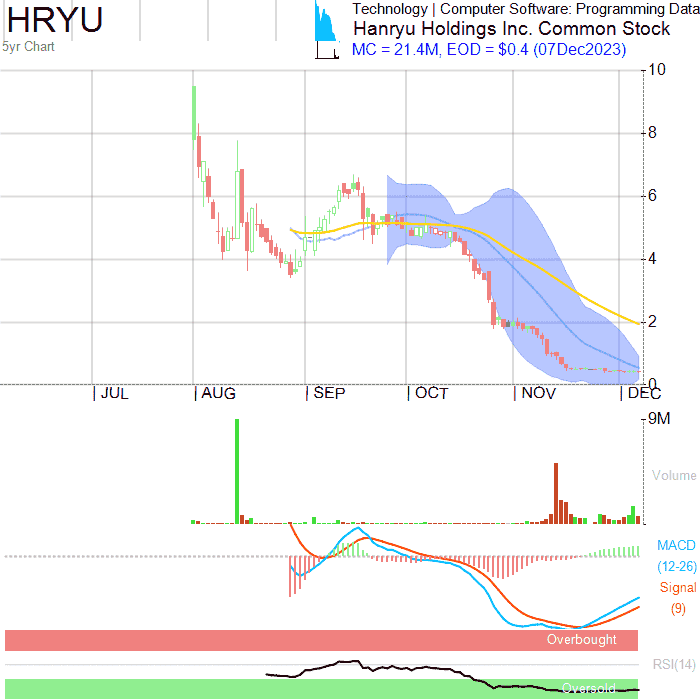 HRYU
Technology | Computer Software: Programming Data
Hanryu Holdings Inc. Common Stock
5yr Chart
MC = 21.4M, EOD = $0.4 (07Dec2023)
10
8
6
4
2
0
JUL
AUG
SEP
OCT
NOV
DEC
9M
Volume
MACD
(12-26)
Signal
(9)
Overbought
RSI(14)
Oversold